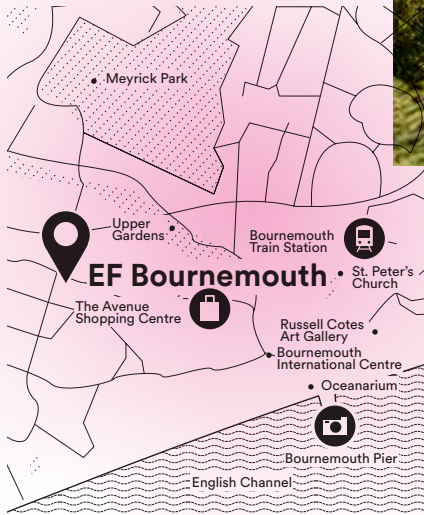 Meyrick Park
Upper
Gardens
Bournemouth
Train Station
EF Bournemouth
St. Peter's
Church
The Avenue
Shopping Centre
Russell Cotes
Art Gallery
Bournemouth
International Centre
Oceanarium
Bournemouth Pier
English Channel